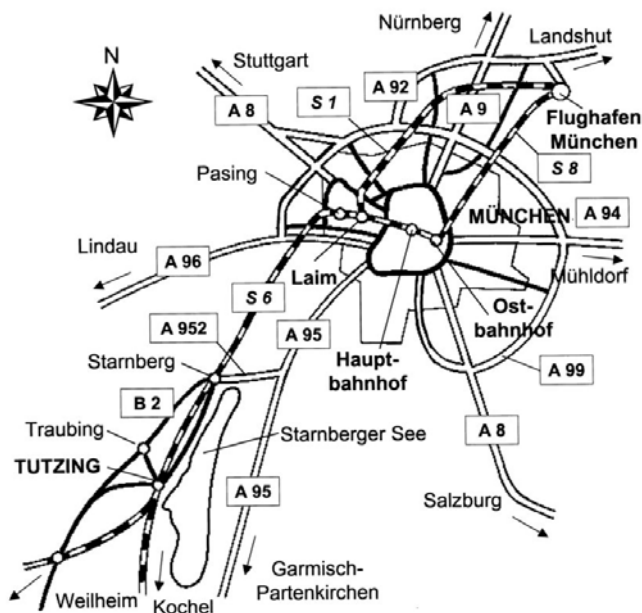 Nürnberg
Landshut
N
Stuttgart
A 92
S 1
A 9
A 8
Flughafen
München
Pasing
S 8
MÜNCHEN
A 94
Lindau
A 96
Laim
Mühldorf
S 6
Ost-
bahnhof
A 952
A 95
Haupt-
bahnhof
Starnberg
A 99
B 2
Traubing
Starnberger See
A 8
TUTZING
A 95
Salzburg
Garmisch-
Partenkirchen
Weilheim
Kochel